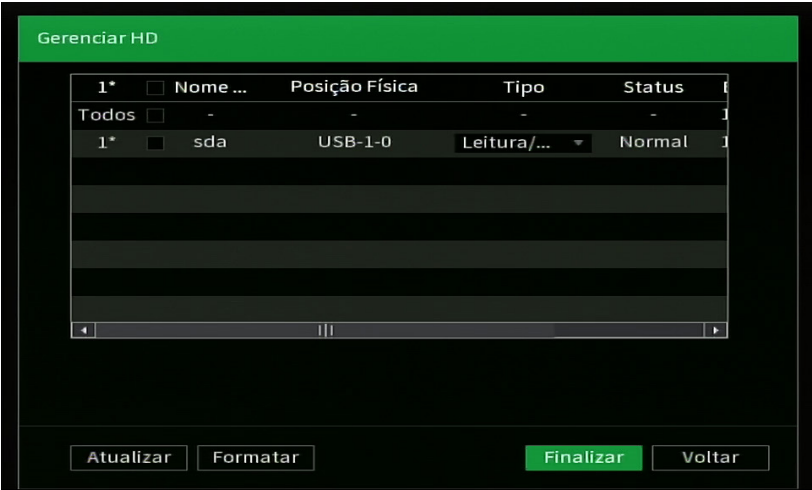 Gerenciar HD
1* Nome ... Posição Física Tipo Status
Todos - - - -
1* sda USB-1-0 Leitura/... Normal
Atualizar Formatar Finalizar Voltar